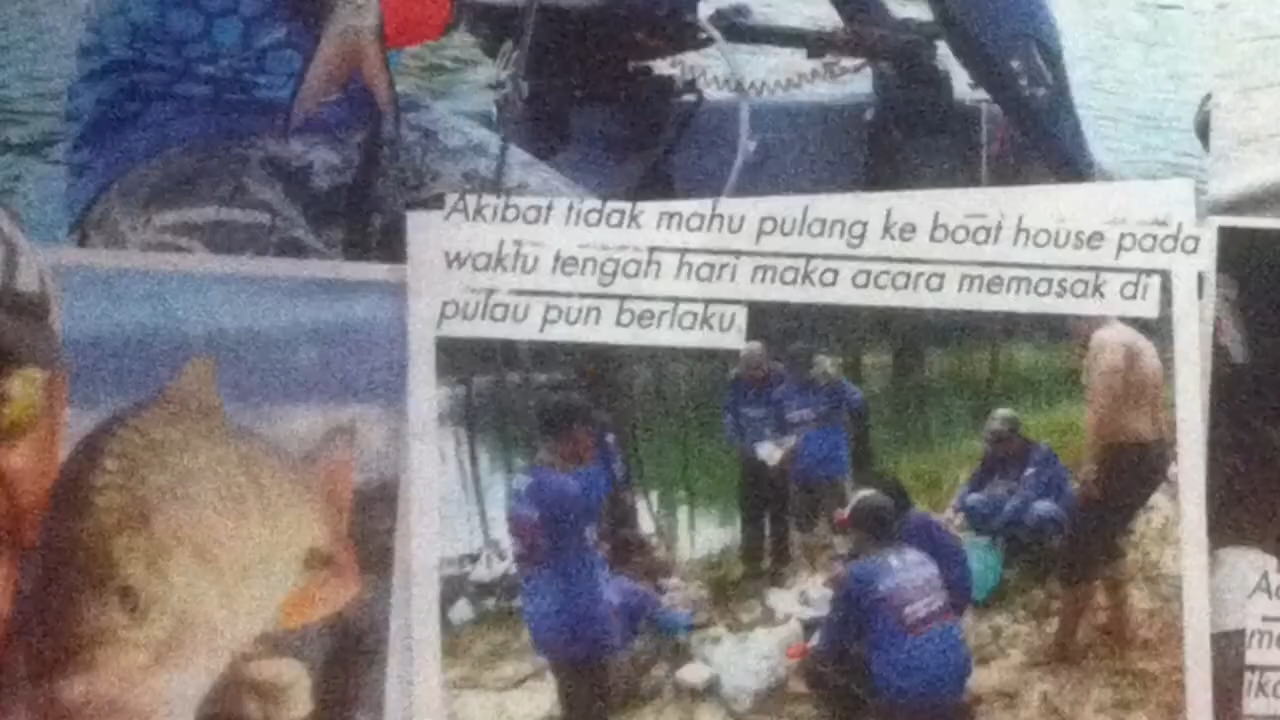 Akibat tidak mahu pulang ke boat house pada
waktu tengah hari maka acara memasak di
pulau pun berlaku.